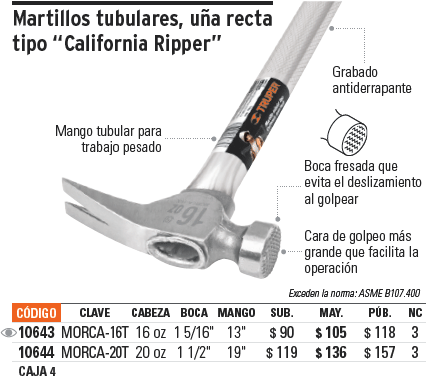 Martillos tubulares, uña recta
tipo “California Ripper”
Grabado
antiderrapante
Mango tubular para
trabajo pesado
TRUPER
Boca fresada que
evita el deslizamiento
al golpear
16
OZ
Cara de golpeo más
grande que facilita la
operación
Exceden la norma: ASME B107.400
CÓDIGO CLAVE CABEZA BOCA MANGO SUB. MAY. PÚB. NC
10643 MORCA-16T 16 oz 1 5/16" 13" $ 90 $ 105 $ 118 3
10644 MORCA-20T 20 oz 1 1/2" 19" $ 119 $ 136 $ 157 3
CAJA 4